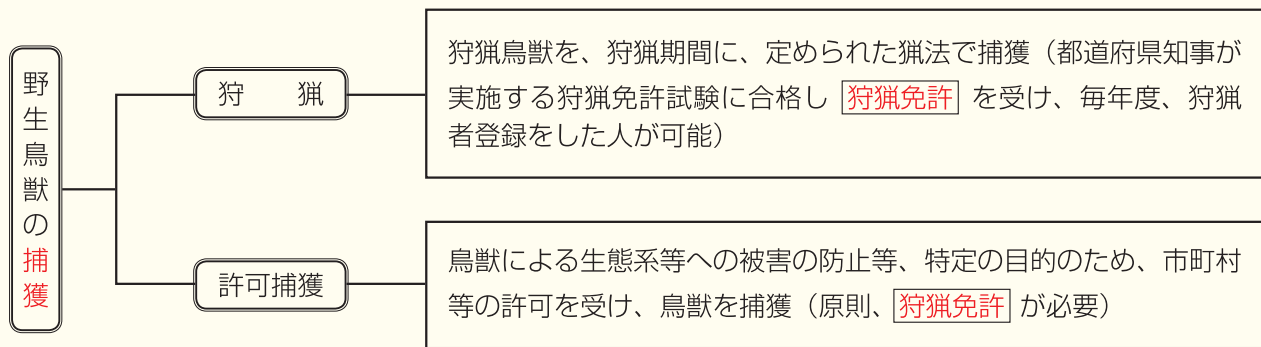 野生鳥獣の捕獲
狩　猟
狩猟鳥獣を、狩猟期間に、定められた猟法で捕獲（都道府県知事が
実施する狩猟免許試験に合格し 狩猟免許 を受け、毎年度、狩猟
者登録をした人が可能）
許可捕獲
鳥獣による生態系等への被害の防止等、特定の目的のため、市町村
等の許可を受け、鳥獣を捕獲（原則、狩猟免許 が必要）